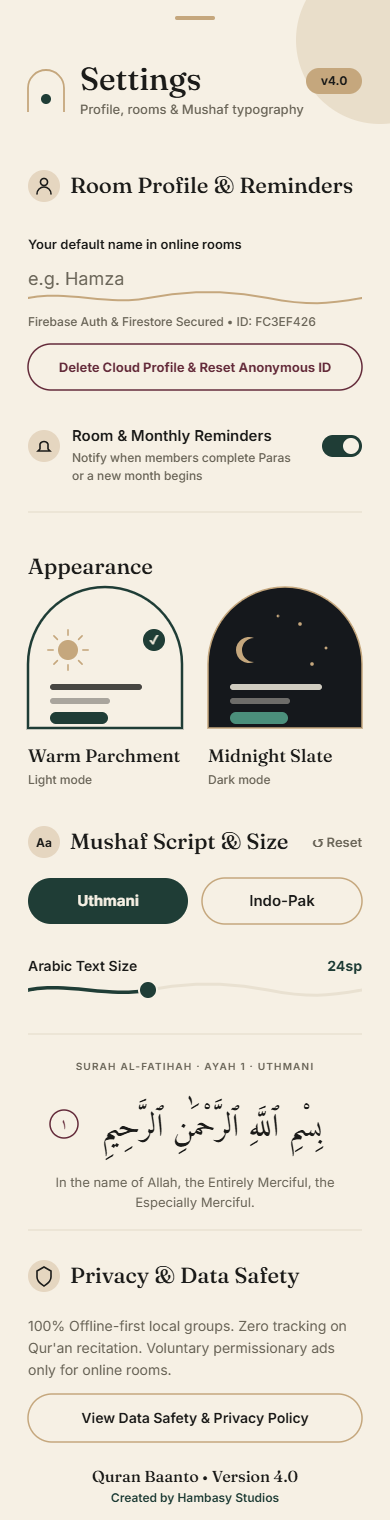 Settings
v4.0
Profile, rooms & Mushaf typography
Room Profile & Reminders
Your default name in online rooms
e.g. Hamza
Firebase Auth & Firestore Secured • ID: FC3EF426
Delete Cloud Profile & Reset Anonymous ID
Room & Monthly Reminders
Notify when members complete Paras
or a new month begins
Appearance
Warm Parchment
Light mode
Midnight Slate
Dark mode
Aa
Mushaf Script & Size
↺ Reset
Uthmani
Indo-Pak
Arabic Text Size
24sp
SURAH AL-FATIHAH · AYAH 1 · UTHMANI
بِسْمِ ٱللَّهِ ٱلرَّحْمَٰنِ ٱلرَّحِيمِ ١
In the name of Allah, the Entirely Merciful, the
Especially Merciful.
Privacy & Data Safety
100% Offline-first local groups. Zero tracking on
Qur'an recitation. Voluntary permissionary ads
only for online rooms.
View Data Safety & Privacy Policy
Quran Baanto • Version 4.0
Created by Hambasy Studios